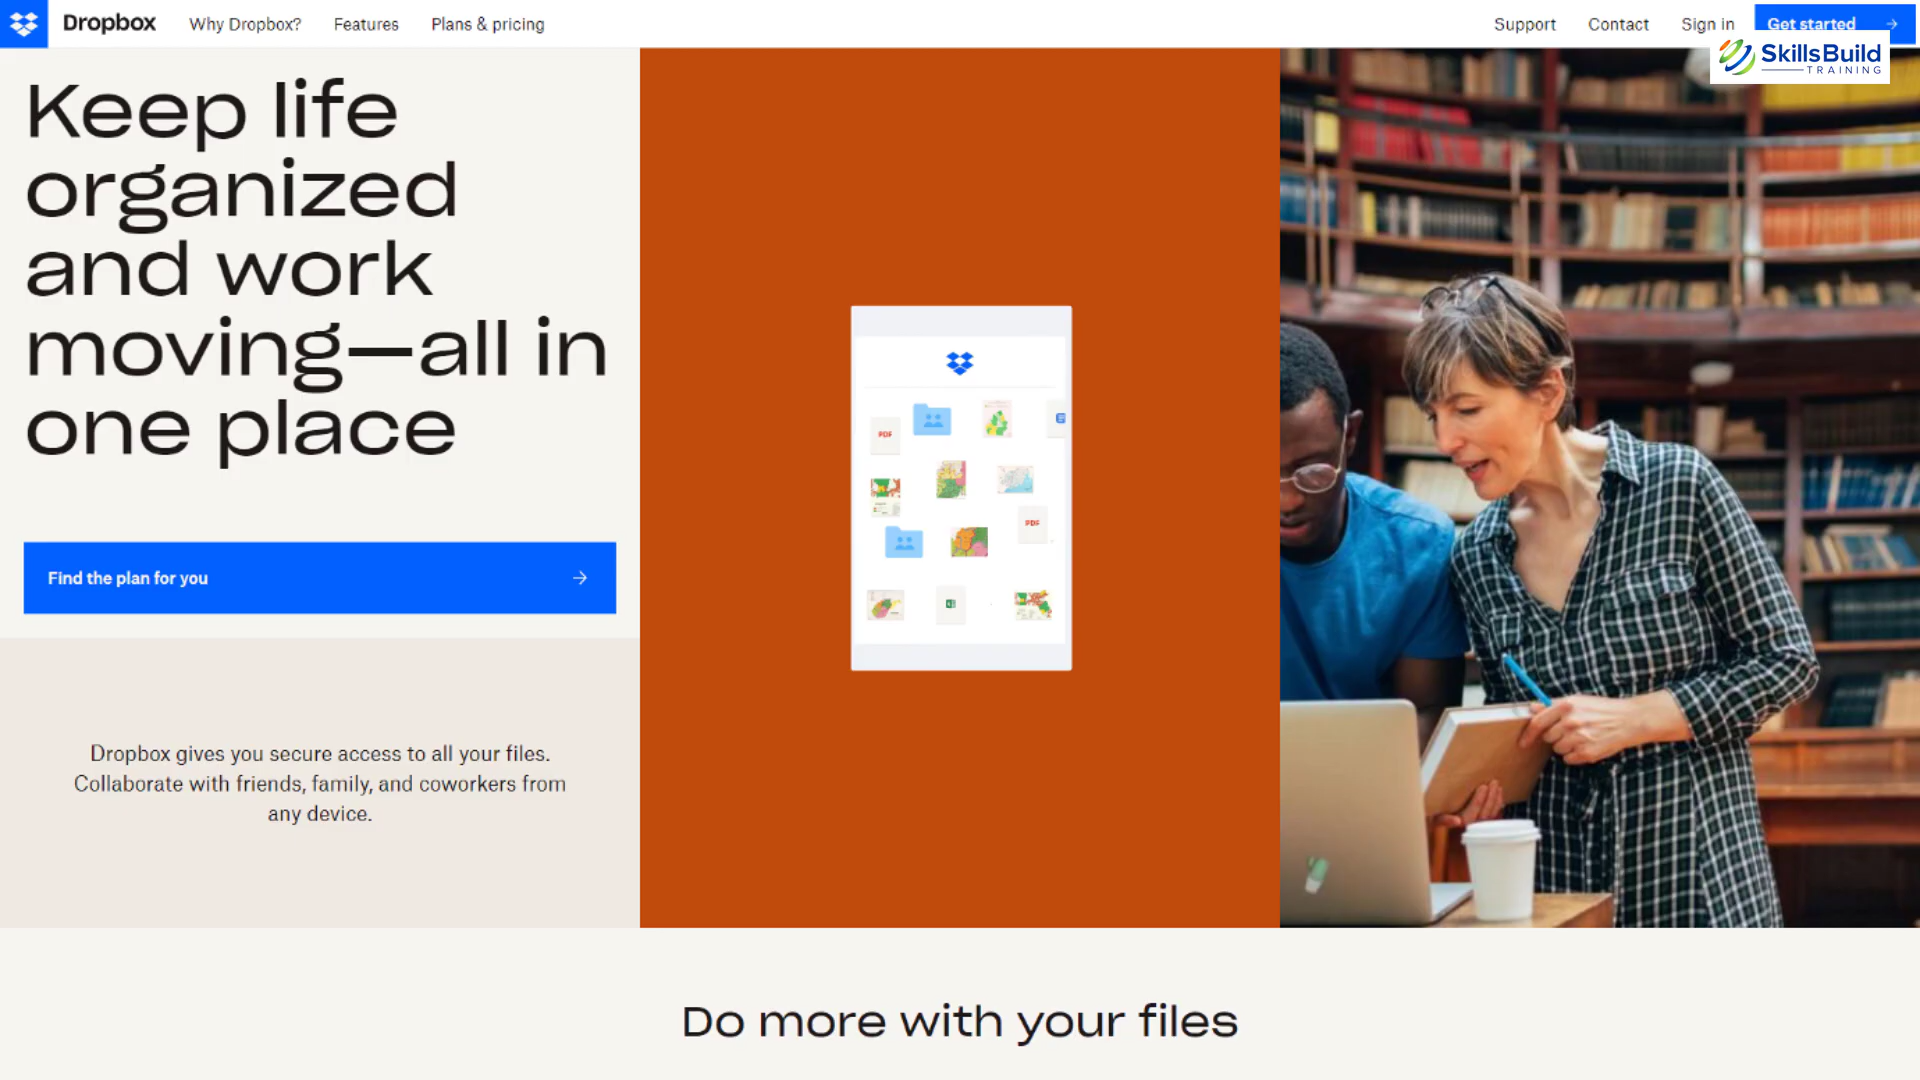 Dropbox
Why Dropbox?
Features
Plans & pricing
Support
Contact
Sign in
Get started
SkillsBuild
TRAINING
Keep life
organized
and work
moving—all in
one place
Find the plan for you
PDF
PDF
Dropbox gives you secure access to all your files.
Collaborate with friends, family, and coworkers from
any device.
Do more with your files